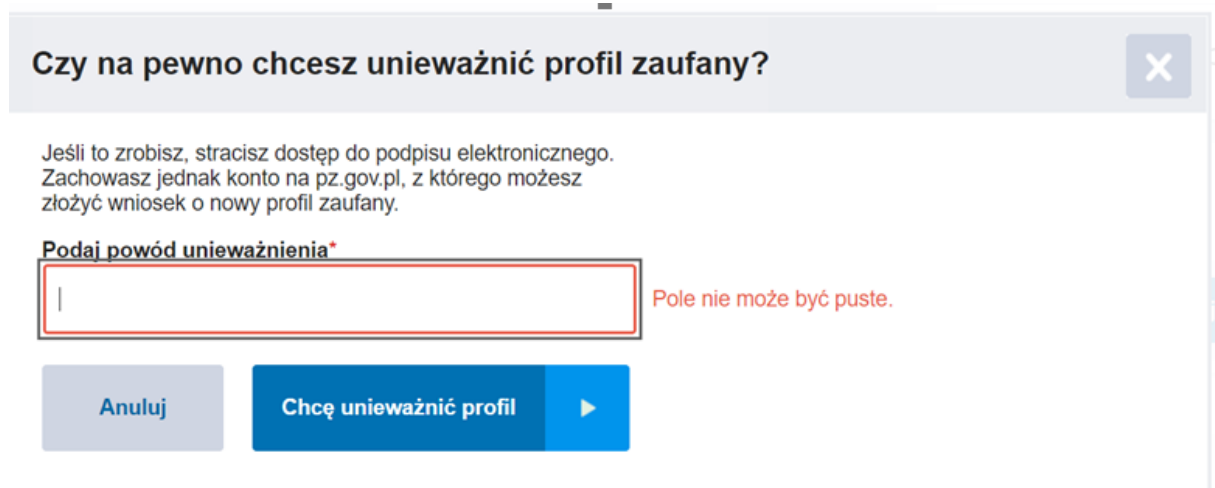 Czy na pewno chcesz unieważnić profil zaufany?
Jeśli to zrobisz, stracisz dostęp do podpisu elektronicznego.
Zachowasz jednak konto na pz.gov.pl, z którego możesz
złożyć wniosek o nowy profil zaufany.
Podaj powód unieważnienia*
Pole nie może być puste.
Anuluj
Chcę unieważnić profil